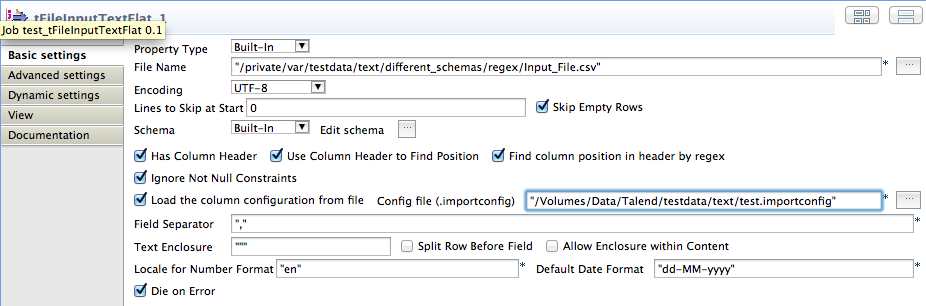 tFileInputTextFlat_1
Job test_tFileInputTextFlat 0.1
Basic settings
Advanced settings
Dynamic settings
View
Documentation
Property Type Built-In
File Name "/private/var/testdata/text/different_schemas/regex/Input_File.csv" * ...
Encoding UTF-8
Lines to Skip at Start 0 Skip Empty Rows
Schema Built-In Edit schema ...
Has Column Header Use Column Header to Find Position Find column position in header by regex
Ignore Not Null Constraints
Load the column configuration from file Config file (.importconfig) "/Volumes/Data/Talend/testdata/text/test.importconfig" * ...
Field Separator "," *
Text Enclosure """ Split Row Before Field Allow Enclosure within Content
Locale for Number Format "en" * Default Date Format "dd-MM-yyyy" *
Die on Error